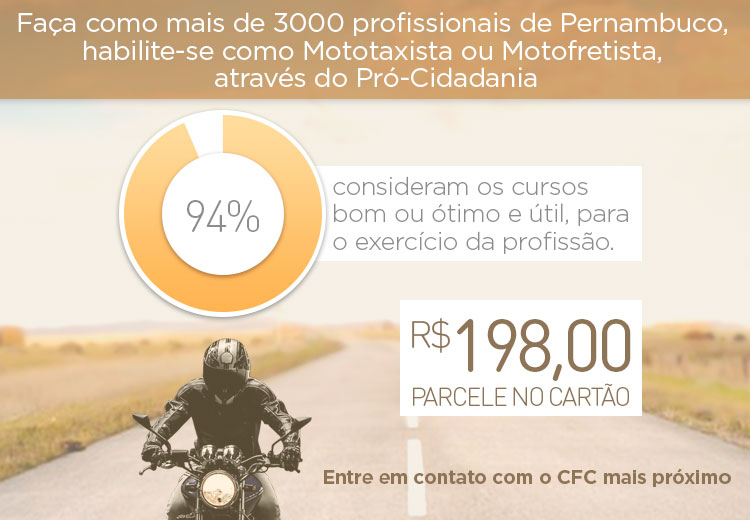 Faça como mais de 3000 profissionais de Pernambuco,
habilite-se como Mototaxista ou Motofretista,
através do Pró-Cidadania
94%
consideram os cursos
bom ou ótimo e útil, para
o exercício da profissão.
R$198,00
PARCELE NO CARTÃO
Entre em contato com o CFC mais próximo